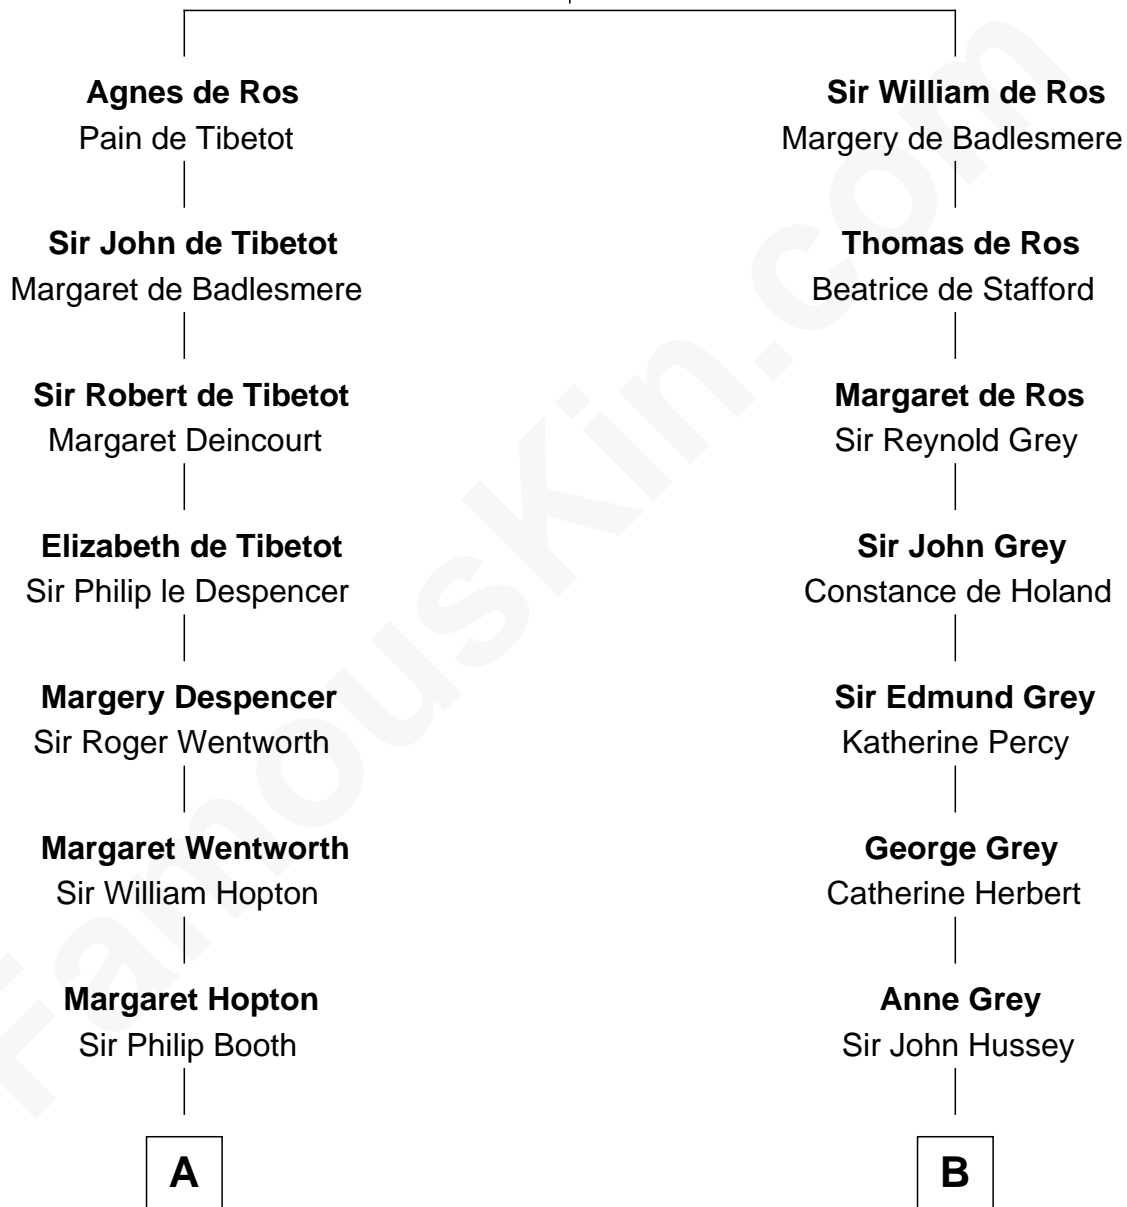 Agnes de Ros
Pain de Tibetot
Sir John de Tibetot
Margaret de Badlesmere
Sir Robert de Tibetot
Margaret Deincourt
Elizabeth de Tibetot
Sir Philip le Despencer
Margery Despencer
Sir Roger Wentworth
Margaret Wentworth
Sir William Hopton
Margaret Hopton
Sir Philip Booth
A
Sir William de Ros
Margery de Badlesmere
Thomas de Ros
Beatrice de Stafford
Margaret de Ros
Sir Reynold Grey
Sir John Grey
Constance de Holand
Sir Edmund Grey
Katherine Percy
George Grey
Catherine Herbert
Anne Grey
Sir John Hussey
B
FamousKin.com